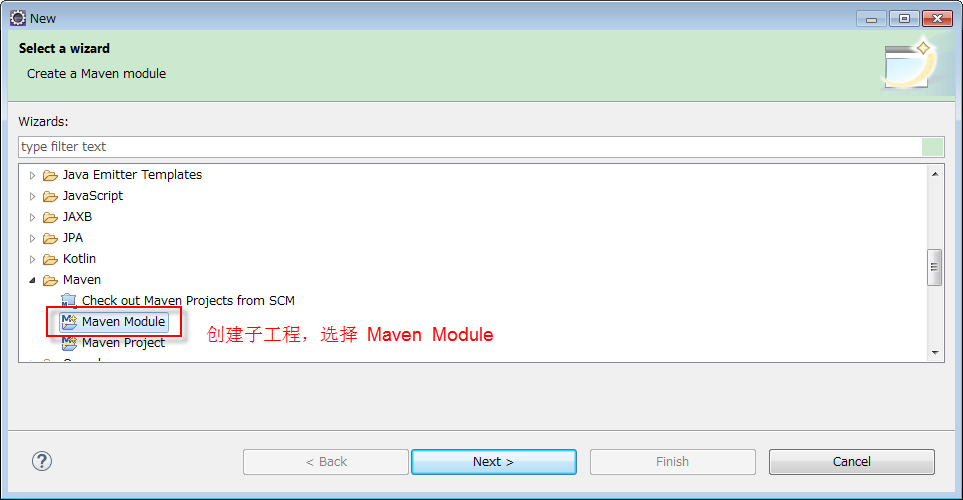 New
Select a wizard
Create a Maven module
Wizards:
type filter text
Java Emitter Templates
JavaScript
JAXB
JPA
Kotlin
Maven
Check out Maven Projects from SCM
Maven Module
创建子工程，选择 Maven Module
Maven Project
< Back
Next >
Finish
Cancel